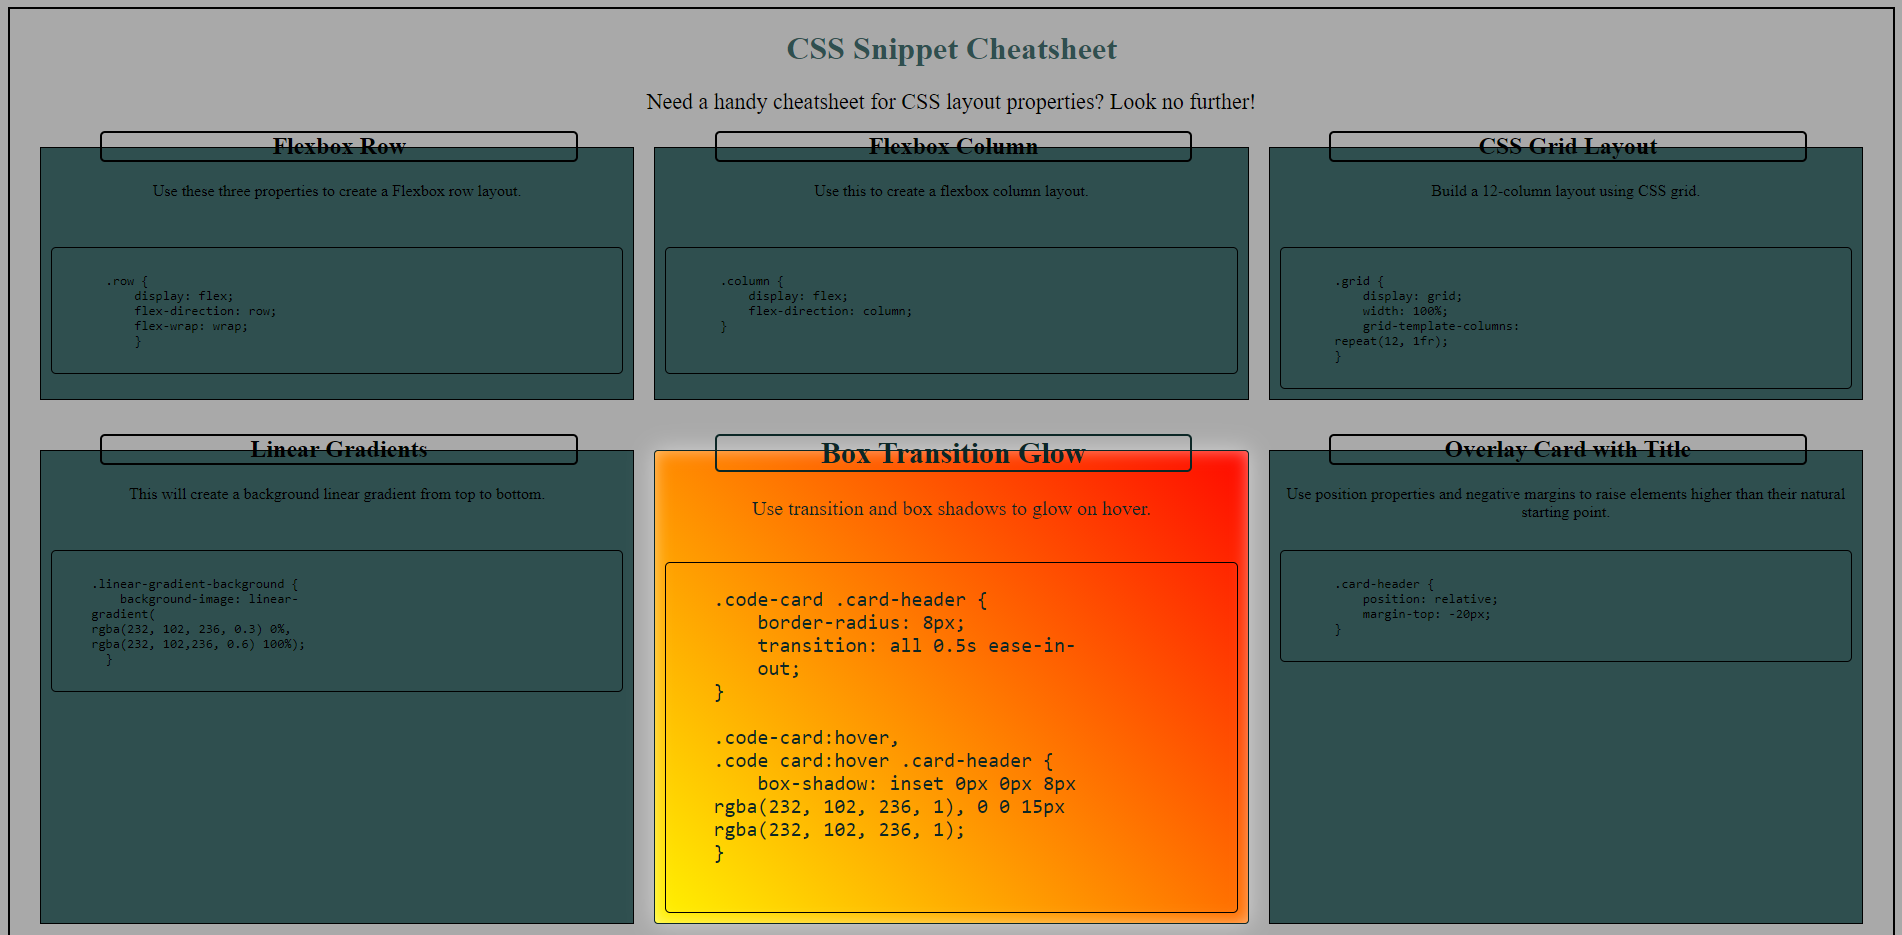 CSS Snippet Cheatsheet
Need a handy cheatsheet for CSS layout properties? Look no further!
Flexbox Row
Use these three properties to create a Flexbox row layout.
.row {
    display: flex;
    flex-direction: row;
    flex-wrap: wrap;
    }
Flexbox Column
Use this to create a flexbox column layout.
.column {
    display: flex;
    flex-direction: column;
}
CSS Grid Layout
Build a 12-column layout using CSS grid.
.grid {
    display: grid;
    width: 100%;
    grid-template-columns:
repeat(12, 1fr);
}
Linear Gradients
This will create a background linear gradient from top to bottom.
.linear-gradient-background {
    background-image: linear-
gradient(
rgba(232, 102, 236, 0.3) 0%,
rgba(232, 102,236, 0.6) 100%);
  }
Box Transition Glow
Use transition and box shadows to glow on hover.
.code-card .card-header {
    border-radius: 8px;
    transition: all 0.5s ease-in-
    out;
}
.code-card:hover,
.code card:hover .card-header {
    box-shadow: inset 0px 0px 8px
rgba(232, 102, 236, 1), 0 0 15px
rgba(232, 102, 236, 1);
}
Overlay Card with Title
Use position properties and negative margins to raise elements higher than their natural
starting point.
.card-header {
    position: relative;
    margin-top: -20px;
}